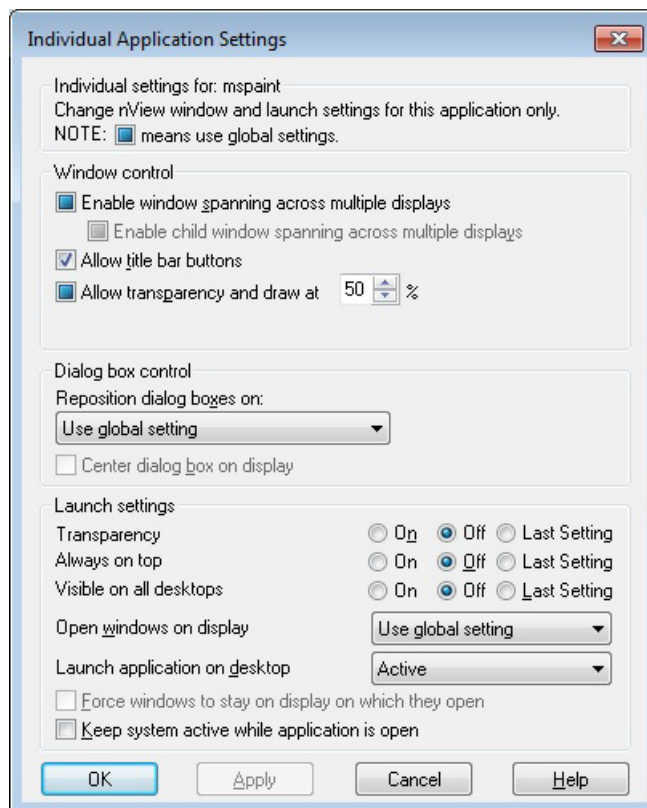 Individual Application Settings
Individual settings for: mspaint
Change nView window and launch settings for this application only.
NOTE: means use global settings.
Window control
Enable window spanning across multiple displays
Enable child window spanning across multiple displays
Allow title bar buttons
Allow transparency and draw at 50 %
Dialog box control
Reposition dialog boxes on:
Use global setting
Center dialog box on display
Launch settings
Transparency On Off Last Setting
Always on top On Off Last Setting
Visible on all desktops On Off Last Setting
Open windows on display Use global setting
Launch application on desktop Active
Force windows to stay on display on which they open
Keep system active while application is open
OK Apply Cancel Help